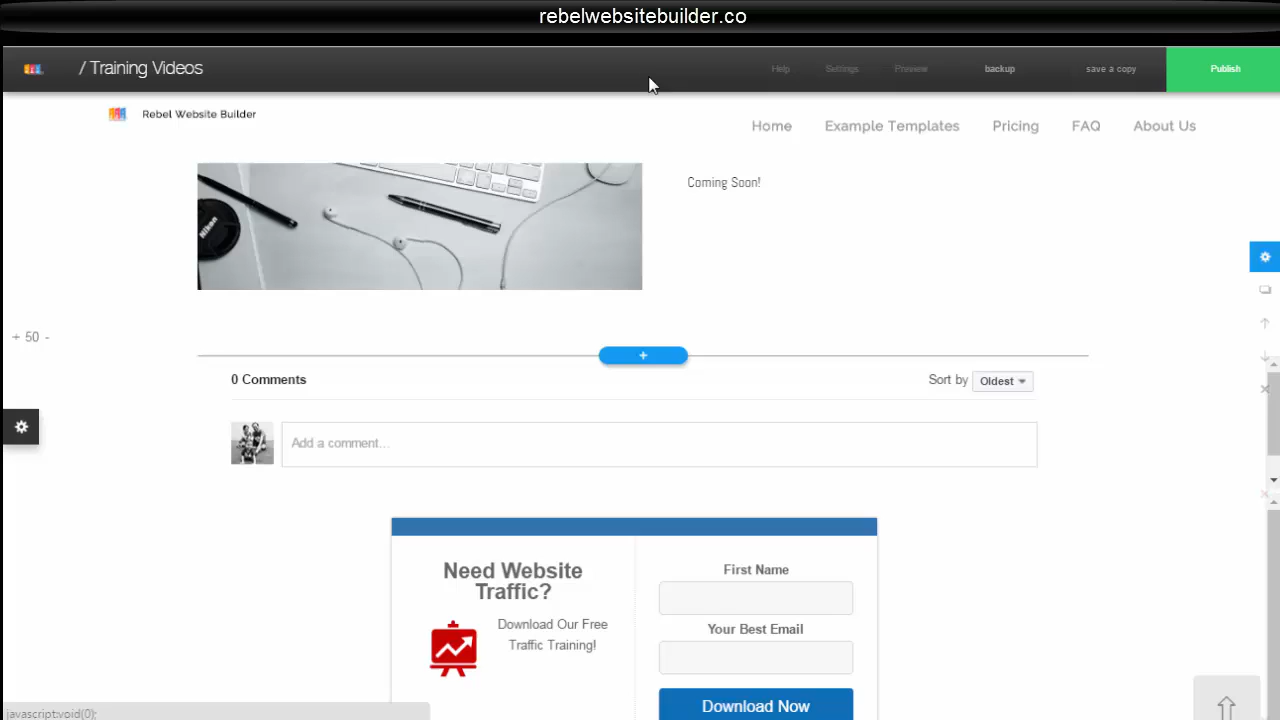 rebelwebsitebuilder.co
/ Training Videos
Help
Settings
Preview
backup
save a copy
Publish
Rebel Website Builder
Home
Example Templates
Pricing
FAQ
About Us
Nikon
Coming Soon!
+ 50 -
+
0 Comments
Sort by
Oldest
Add a comment...
Need Website
Traffic?
Download Our Free
Traffic Training!
First Name
Your Best Email
Download Now
javascript:void(0);